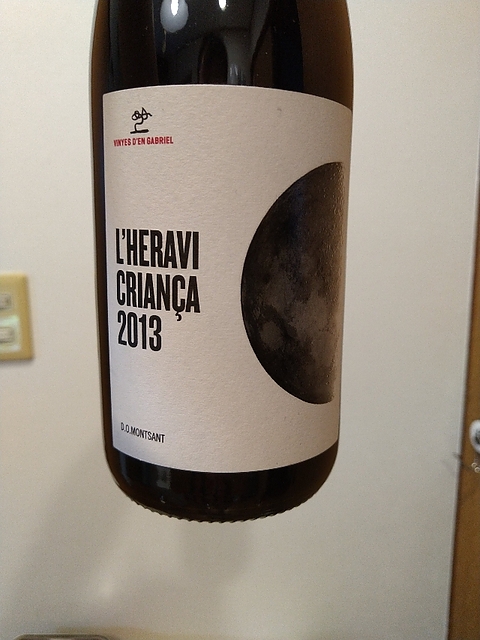 VINYES D'EN GABRIEL
L'HERAVI
CRIANÇA
2013
D.O.MONTSANT